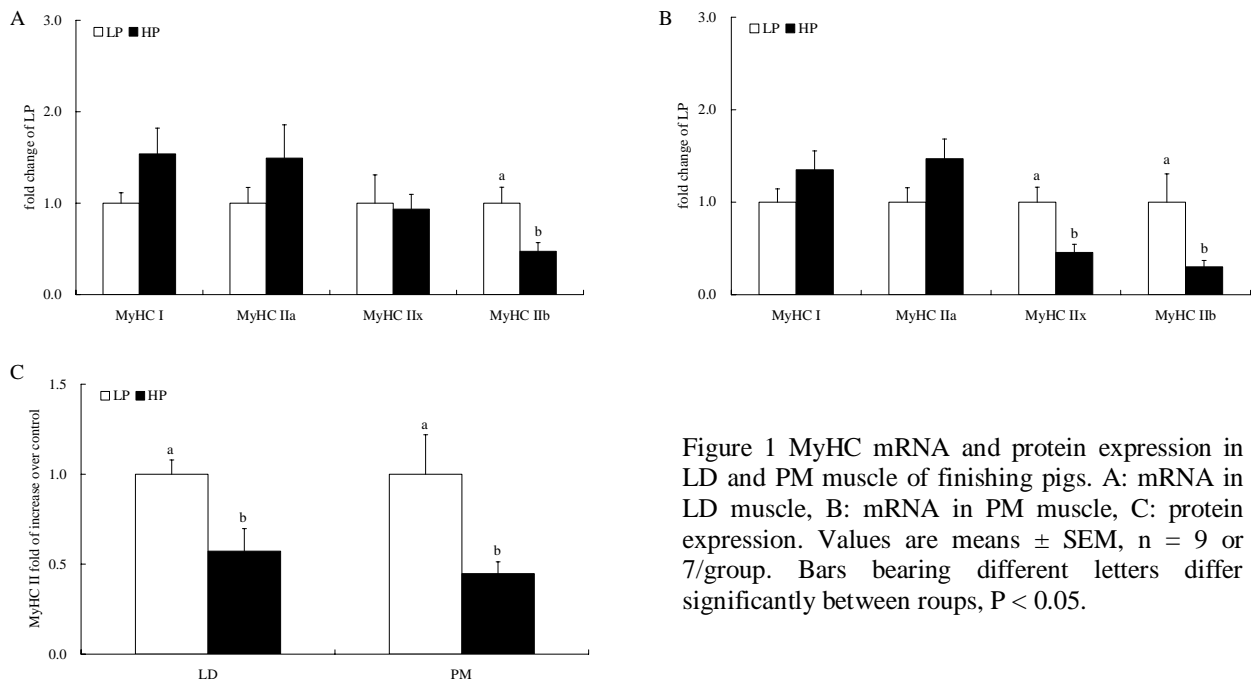 A
3.0
LP HP
2.0
fold change of LP
a
1.0
b
0.0
MyHC I MyHC IIa MyHC IIx MyHC IIb
B
3.0
LP HP
2.0
fold change of LP
a a
1.0
b
b
0.0
MyHC I MyHC IIa MyHC IIx MyHC IIb
C
1.5
LP HP
MyHC II fold of increase over control
a a
1.0
b
b
0.5
0.0
LD PM
Figure 1 MyHC mRNA and protein expression in
LD and PM muscle of finishing pigs. A: mRNA in
LD muscle, B: mRNA in PM muscle, C: protein
expression. Values are means ± SEM, n = 9 or
7/group. Bars bearing different letters differ
significantly between roups, P < 0.05.